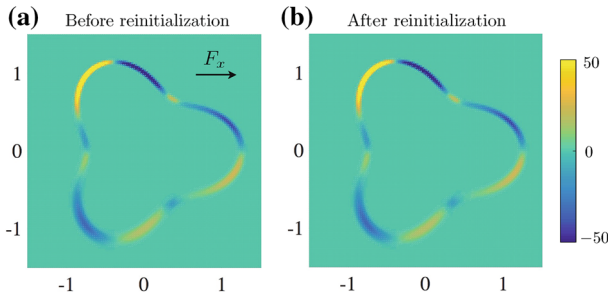 (a) Before reinitialization
(b) After reinitialization
F_x
1
0
-1
-1 0 1
1
0
-1
-1 0 1
50
0
−50